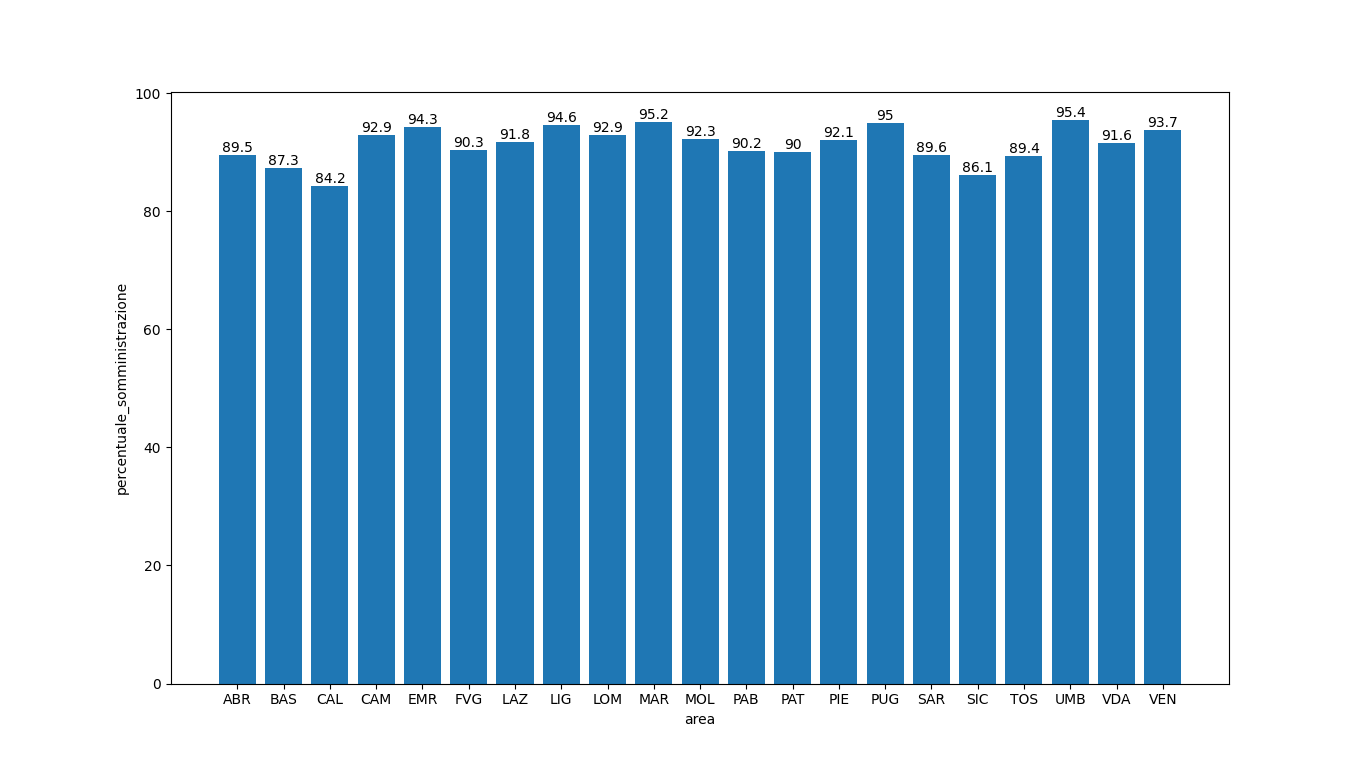 100
80
60
40
20
0
percentuale_somministrazione
89.5 87.3 84.2 92.9 94.3 90.3 91.8 94.6 92.9 95.2 92.3 90.2 90 92.1 95 89.6 86.1 89.4 95.4 91.6 93.7
ABR BAS CAL CAM EMR FVG LAZ LIG LOM MAR MOL PAB PAT PIE PUG SAR SIC TOS UMB VDA VEN
area